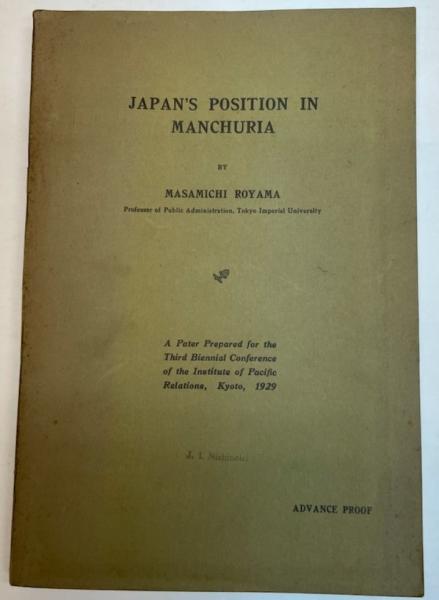 JAPAN'S POSITION IN
MANCHURIA
BY
MASAMICHI ROYAMA
Professor of Public Administration, Tokyo Imperial University
A Pater Prepared for the
Third Biennial Conference
of the Institute of Pacific
Relations, Kyoto, 1929
J. I.
ADVANCE PROOF